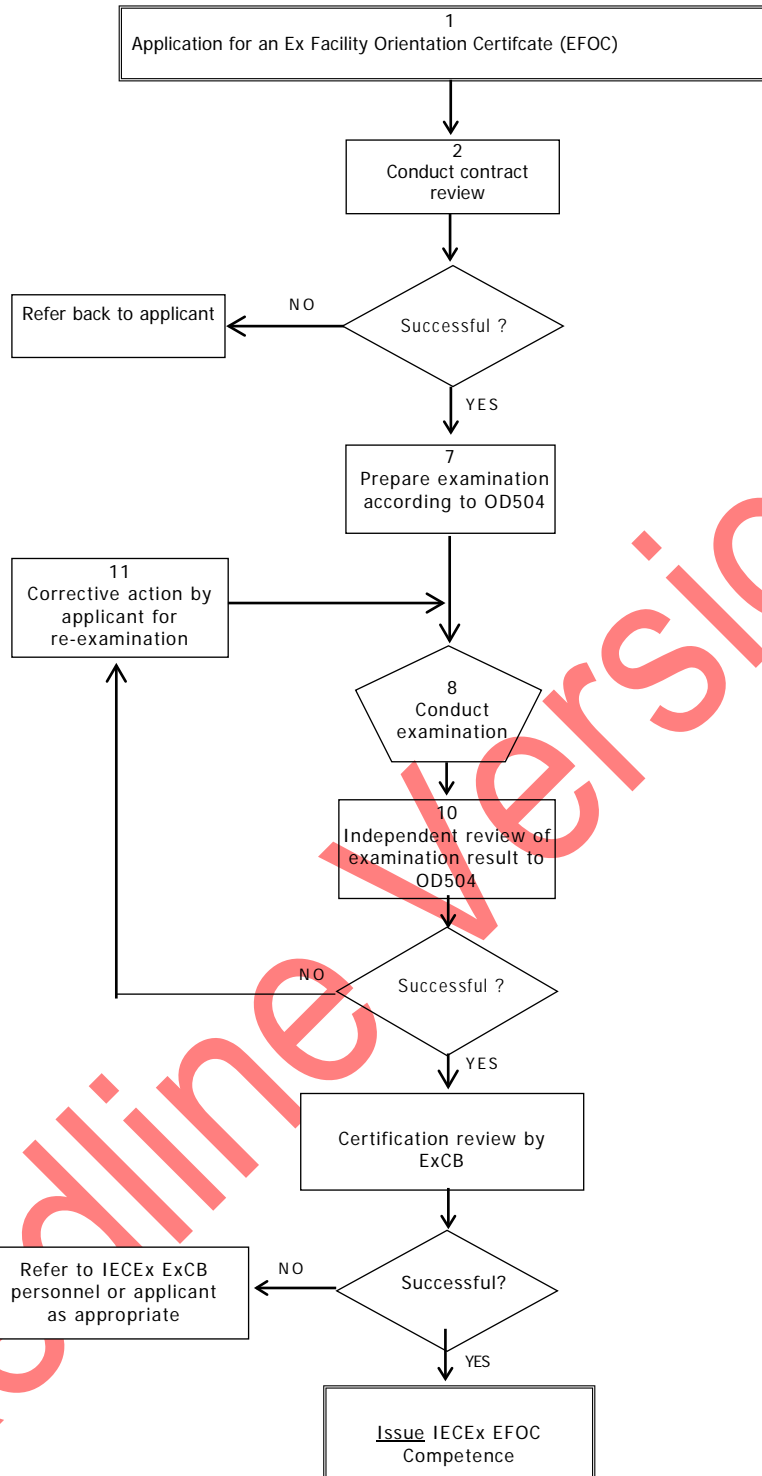 1
Application for an Ex Facility Orientation Certifcate (EFOC)
2
Conduct contract
review
Successful ?
NO
Refer back to applicant
YES
7
Prepare examination
according to OD504
11
Corrective action by
applicant for
re-examination
8
Conduct
examination
10
Independent review of
examination result to
OD504
Successful ?
NO
YES
Certification review by
ExCB
Successful?
NO
Refer to IECEx ExCB
personnel or applicant
as appropriate
YES
Issue IECEx EFOC
Competence
dline Versio